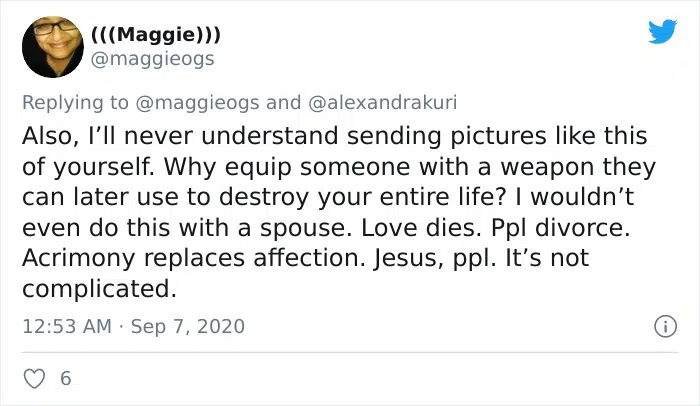 (((Maggie)))
@maggieogs
Replying to @maggieogs and @alexandrakuri
Also, I’ll never understand sending pictures like this
of yourself. Why equip someone with a weapon they
can later use to destroy your entire life? I wouldn’t
even do this with a spouse. Love dies. Ppl divorce.
Acrimony replaces affection. Jesus, ppl. It’s not
complicated.
12:53 AM · Sep 7, 2020
6